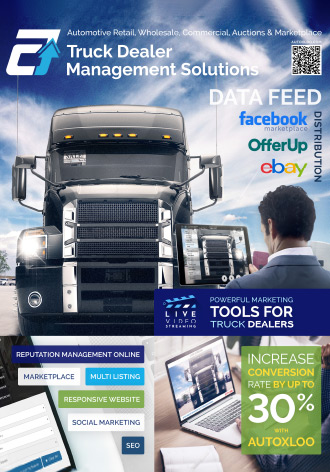 Automotive Retail, Wholesale, Commercial, Auctions & Marketplace
Truck Dealer
Management Solutions
DATA FEED
DISTRIBUTION
facebook
marketplace
OfferUp
ebay
LIVE
VIDEO
STREAMING
POWERFUL MARKETING
TOOLS FOR
TRUCK DEALERS
REPUTATION MANAGEMENT ONLINE
MARKETPLACE
MULTI LISTING
RESPONSIVE WEBSITE
SOCIAL MARKETING
SEO
INCREASE
CONVERSION
RATE BY UP TO
30%
WITH
AUTOXLOO